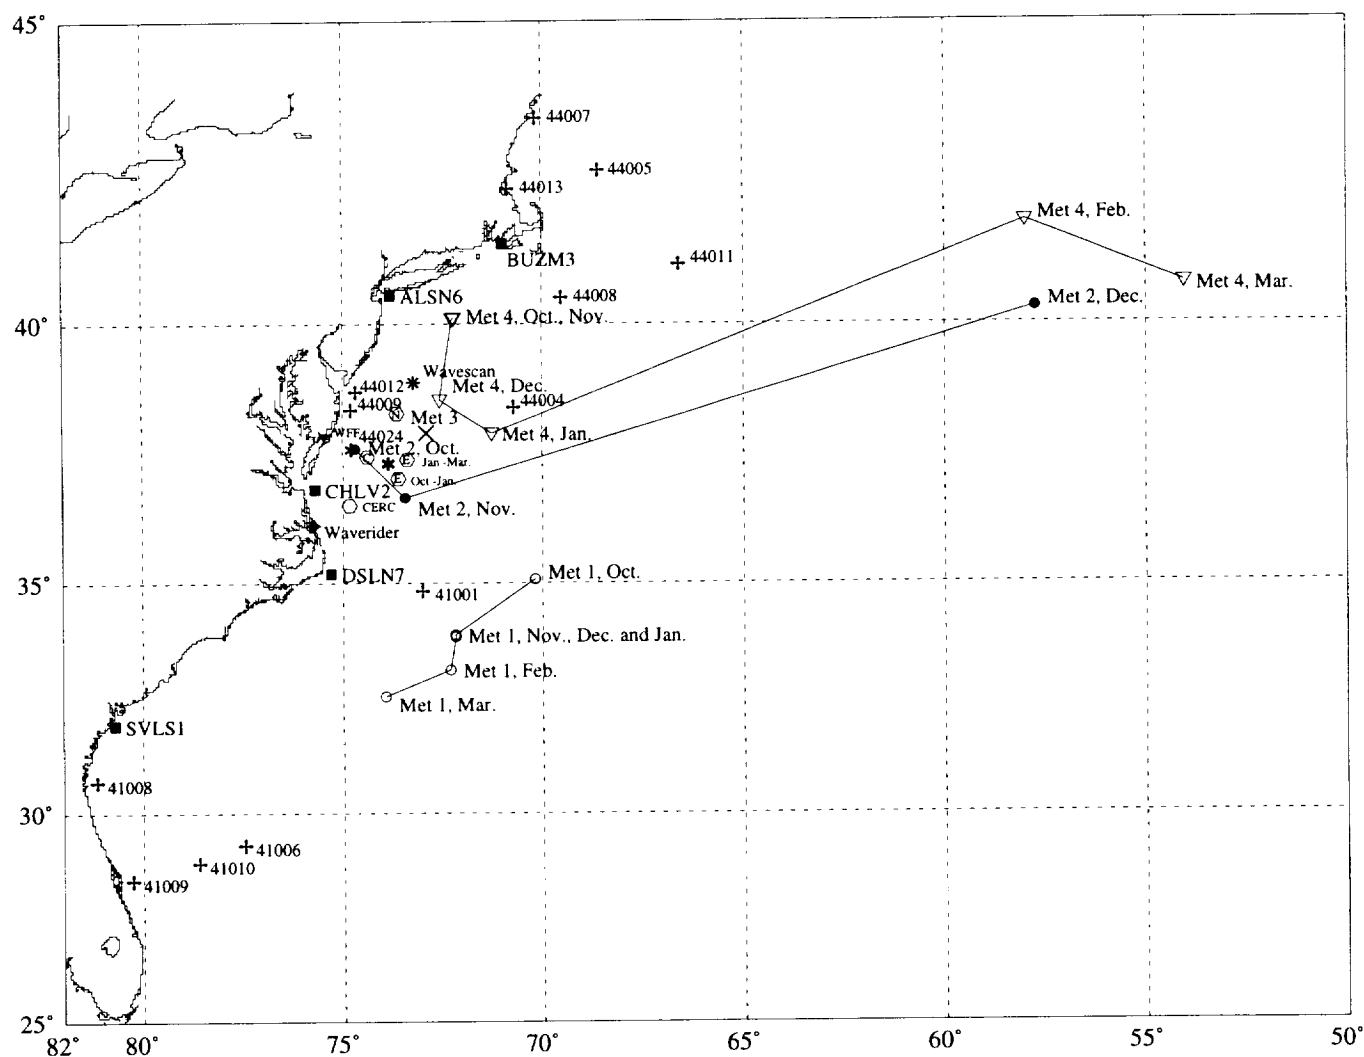 45°
44007
44005
44013
Met 4, Feb.
BUZM3
44011
Met 4, Mar.
ALSN6
44008
Met 2, Dec.
40°
Met 4, Oct., Nov.
Wavescan
44012
Met 4, Dec.
44004
44009
N
Met 3
WFF
44024
Met 4, Jan.
Met 2, Oct.
C
E
Jan -Mar.
E
Oct -Jan.
CHLV2
CERC
Met 2, Nov.
Waverider
35°
DSLN7
Met 1, Oct.
41001
Met 1, Nov., Dec. and Jan.
Met 1, Feb.
Met 1, Mar.
SVLS1
41008
30°
41006
41010
41009
25°
82°
80°
75°
70°
65°
60°
55°
50°